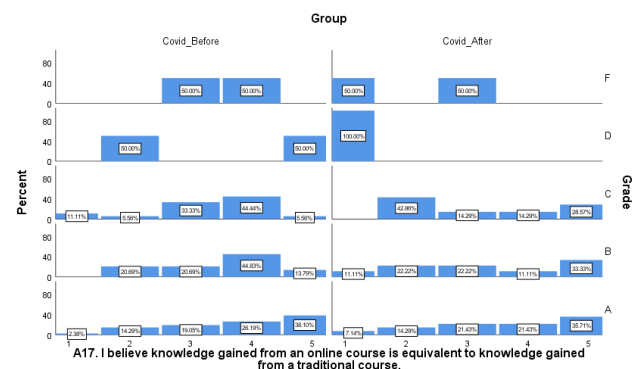 Group
Covid_Before Covid_After
80
40
0
50.00% 50.00% 50.00% 50.00%
F
80
40
0
50.00% 50.00% 100.00%
D
80
40
0
11.11% 5.56% 33.33% 44.44% 5.56% 42.86% 14.29% 14.29% 28.57%
C
80
40
0
20.69% 20.69% 44.83% 13.79% 11.11% 22.22% 22.22% 11.11% 33.33%
B
80
40
0
2.38% 14.29% 19.05% 26.19% 38.10% 7.14% 14.29% 21.43% 21.43% 35.71%
A
1 2 3 4 5 1 2 3 4 5
Percent
Grade
A17. I believe knowledge gained from an online course is equivalent to knowledge gained
from a traditional course.